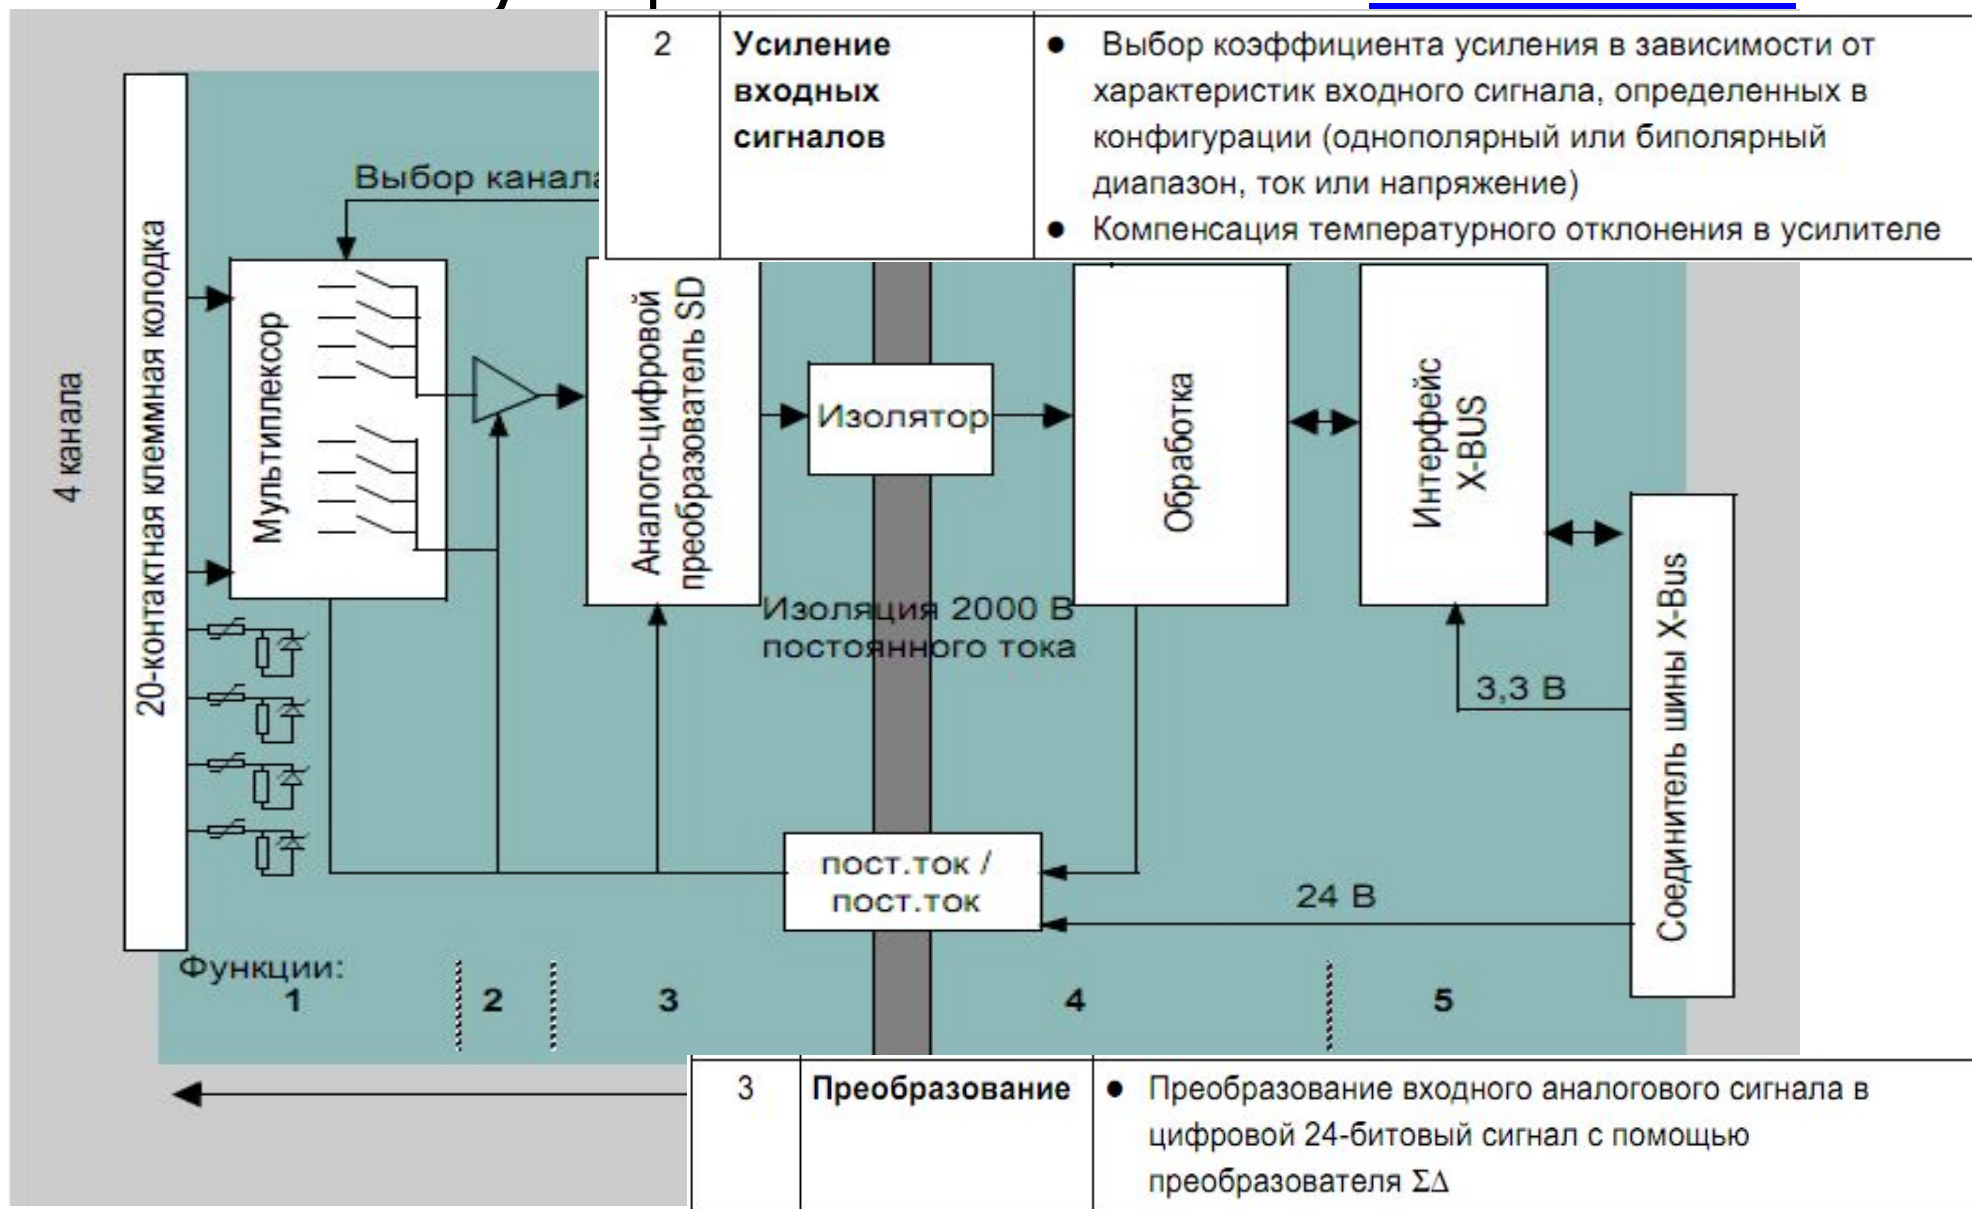 2
Усиление
входных
сигналов
● Выбор коэффициента усиления в зависимости от
характеристик входного сигнала, определенных в
конфигурации (однополярный или биполярный
диапазон, ток или напряжение)
● Компенсация температурного отклонения в усилителе
Выбор канала
4 канала
20-контактная клеммная колодка
Мультиплексор
Аналого-цифровой
преобразователь SD
Изолятор
Обработка
Интерфейс
X-BUS
Соединитель шины X-Bus
Изоляция 2000 В
постоянного тока
3,3 В
пост.ток /
пост.ток
24 В
Функции:
1 2 3 4 5
3
Преобразование
● Преобразование входного аналогового сигнала в
цифровой 24-битовый сигнал с помощью
преобразователя ΣΔ